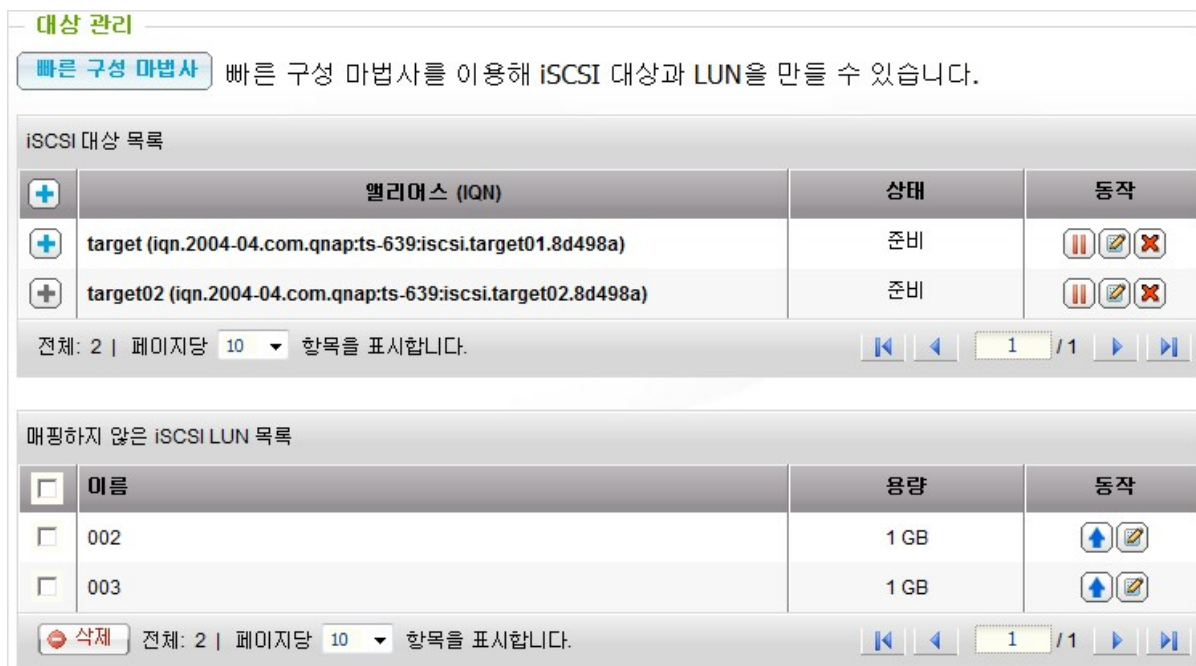 대상 관리
빠른 구성 마법사 빠른 구성 마법사를 이용해 iSCSI 대상과 LUN을 만들 수 있습니다.
iSCSI 대상 목록
앨리어스 (IQN) 상태 동작
target (iqn.2004-04.com.qnap:ts-639:iscsi.target01.8d498a) 준비
target02 (iqn.2004-04.com.qnap:ts-639:iscsi.target02.8d498a) 준비
전체: 2 | 페이지당 10 항목을 표시합니다. 1 / 1
매핑하지 않은 iSCSI LUN 목록
이름 용량 동작
002 1 GB
003 1 GB
삭제 전체: 2 | 페이지당 10 항목을 표시합니다. 1 / 1